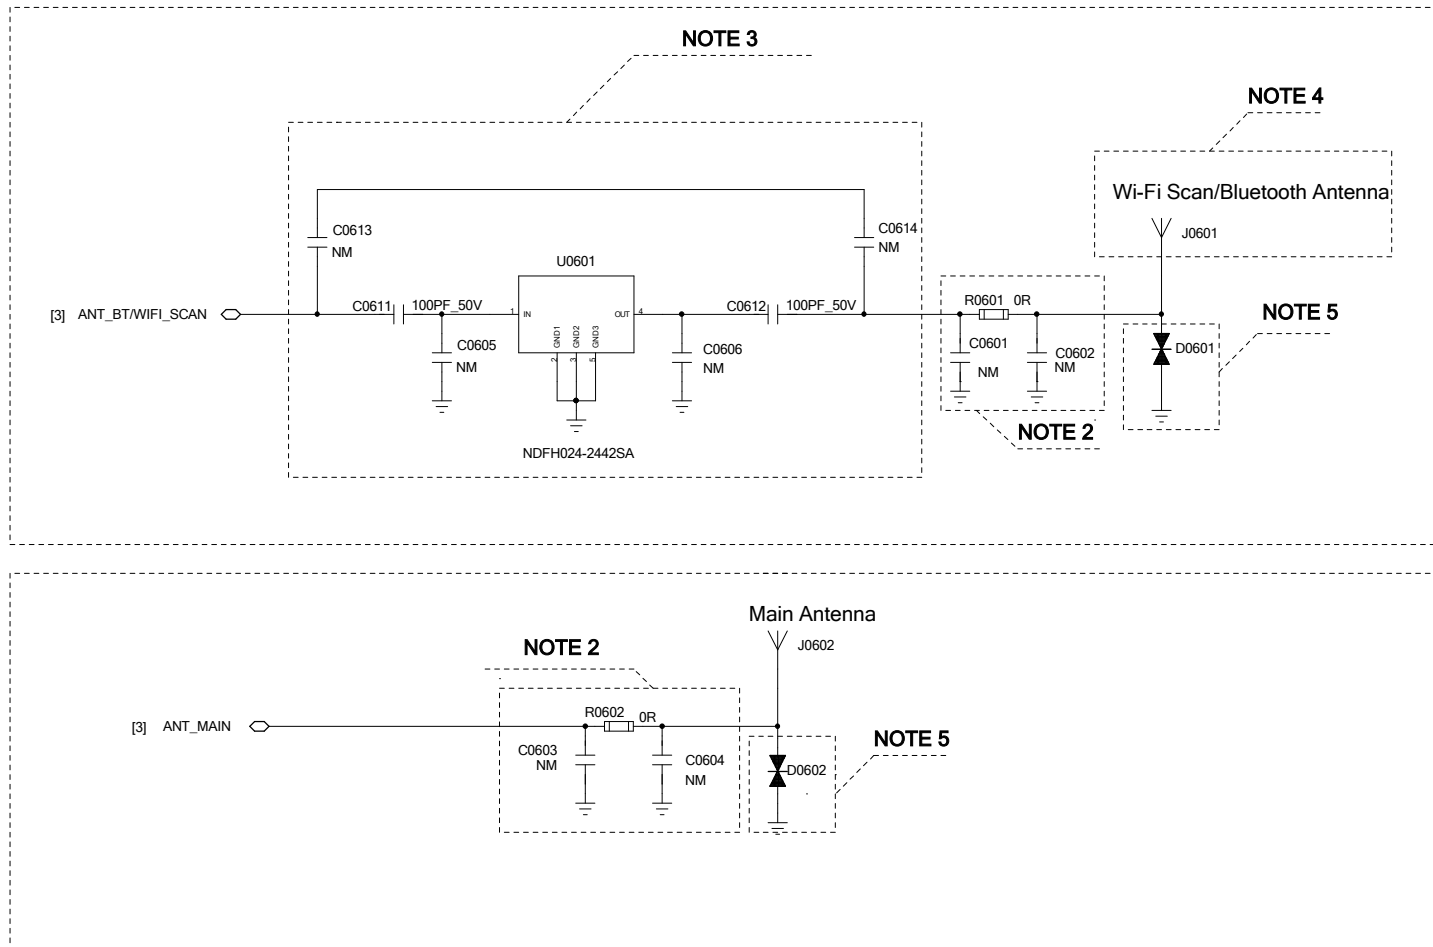 NOTE 3
NOTE 4
Wi-Fi Scan/Bluetooth Antenna
J0601
C0613
NM
C0614
NM
U0601
[3] ANT_BT/WIFI_SCAN
C0611 100PF_50V
1 IN
OUT 4
C0612 100PF_50V
R0601 0R
NOTE 5
GND1
GND2
GND3
2
3
5
C0605
NM
C0606
NM
C0601
NM
C0602
NM
D0601
NOTE 2
NDFH024-2442SA
Main Antenna
J0602
NOTE 2
[3] ANT_MAIN
R0602 0R
C0603
NM
C0604
NM
D0602
NOTE 5